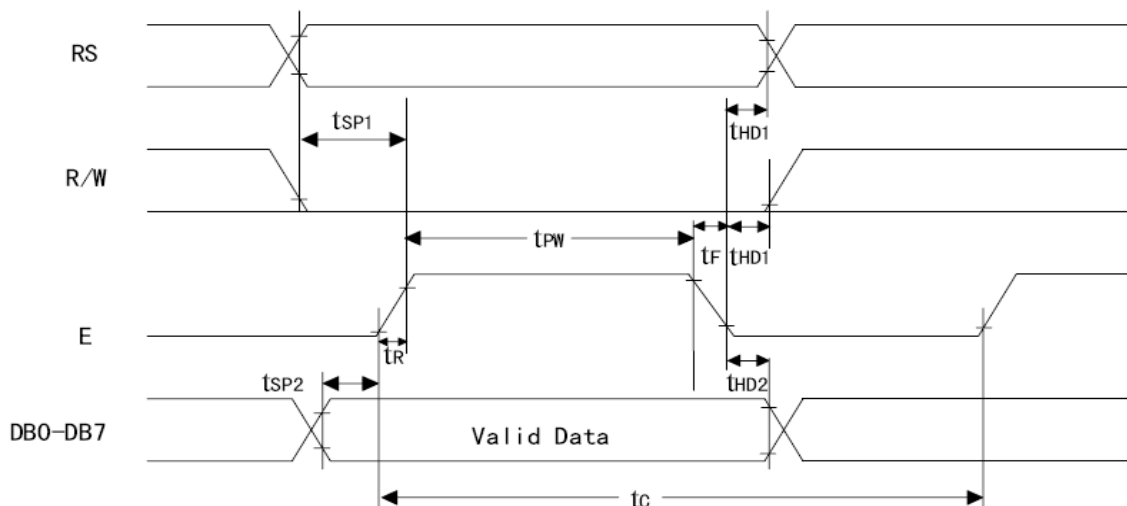 RS
tSP1
tHD1
R/W
tPW
tF
tHD1
E
tR
tSP2
tHD2
DB0-DB7
Valid Data
tC